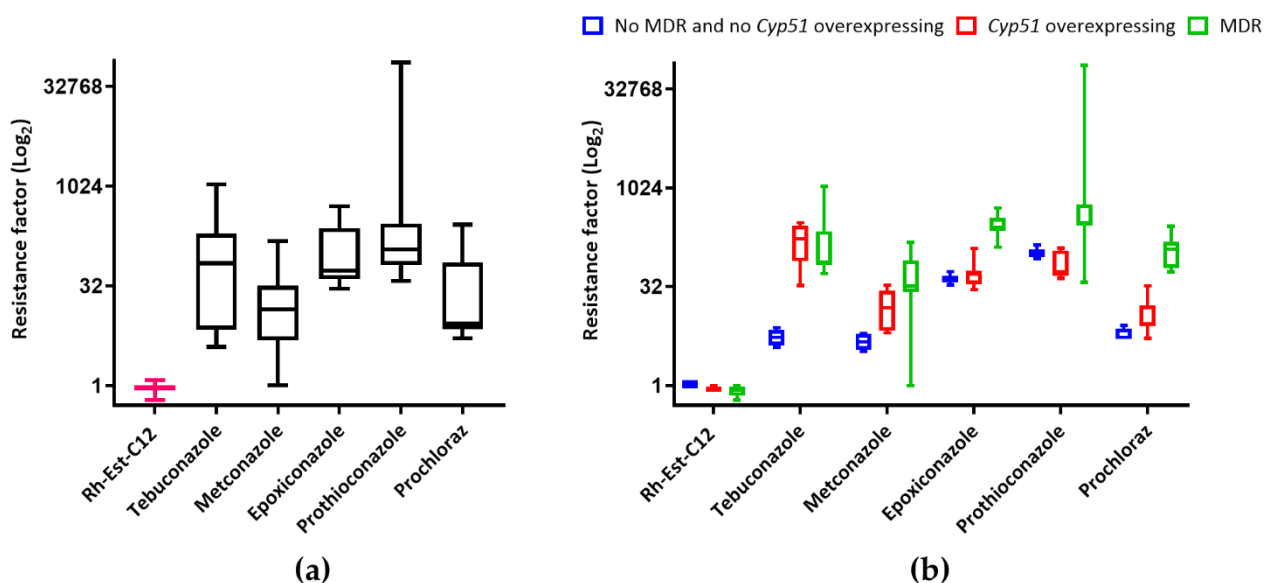 No MDR and no Cyp51 overexpressing Cyp51 overexpressing MDR
Resistance factor (Log2)
32768
1024
32
1
Rh-Est-C12
Tebuconazole
Metconazole
Epoxiconazole
Prothioconazole
Prochloraz
(a)
Resistance factor (Log2)
32768
1024
32
1
Rh-Est-C12
Tebuconazole
Metconazole
Epoxiconazole
Prothioconazole
Prochloraz
(b)